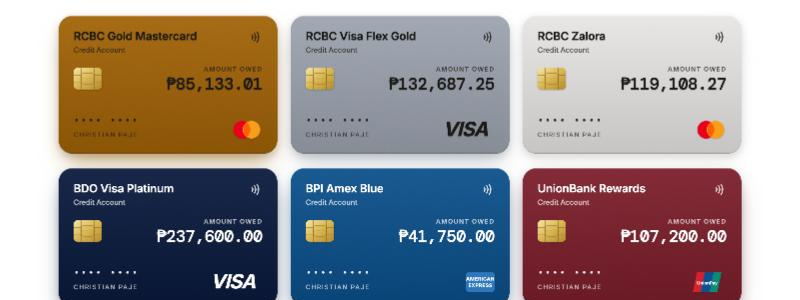 RCBC Gold Mastercard
Credit Account
AMOUNT OWED
₱85,133.01
•••• ••••
CHRISTIAN PAJE
RCBC Visa Flex Gold
Credit Account
AMOUNT OWED
₱132,687.25
•••• ••••
CHRISTIAN PAJE
VISA
RCBC Zalora
Credit Account
AMOUNT OWED
₱119,108.27
•••• ••••
CHRISTIAN PAJE
BDO Visa Platinum
Credit Account
AMOUNT OWED
₱237,600.00
•••• ••••
CHRISTIAN PAJE
VISA
BPI Amex Blue
Credit Account
AMOUNT OWED
₱41,750.00
•••• ••••
CHRISTIAN PAJE
AMERICAN
EXPRESS
UnionBank Rewards
Credit Account
AMOUNT OWED
₱107,200.00
•••• ••••
CHRISTIAN PAJE
UnionPay